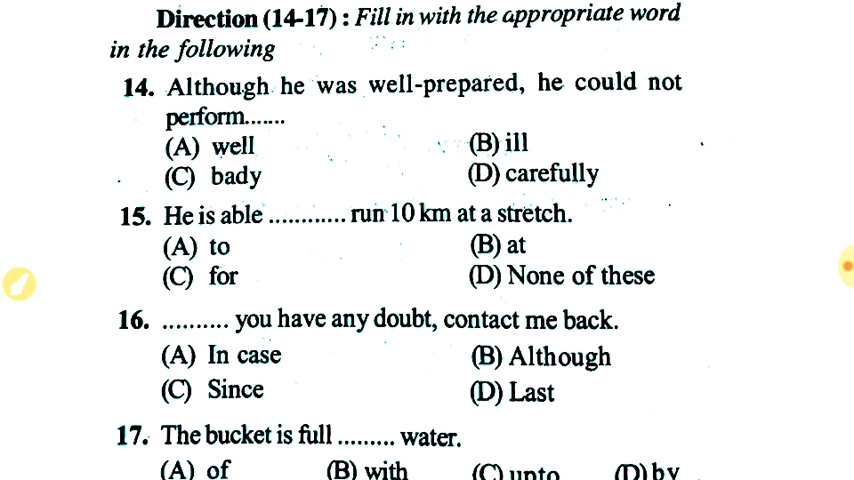 Direction (14-17) : Fill in with the appropriate word
in the following
14. Although he was well-prepared, he could not
perform.......
(A) well (B) ill
(C) bady (D) carefully
15. He is able ............ run 10 km at a stretch.
(A) to (B) at
(C) for (D) None of these
16. .......... you have any doubt, contact me back.
(A) In case (B) Although
(C) Since (D) Last
17. The bucket is full ......... water.
(A) of (B) with (C) upto (D) by